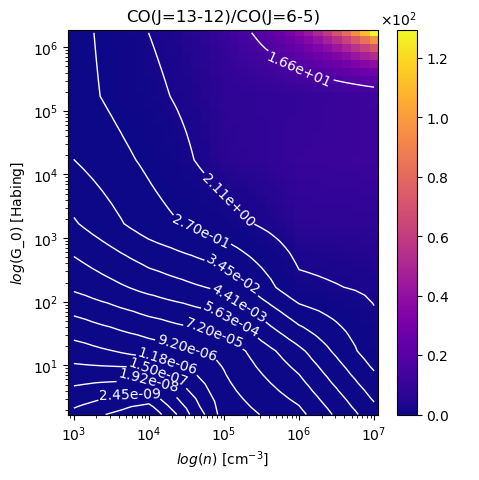 CO(J=13-12)/CO(J=6-5)
×10²
10⁶
10⁵
10⁴
10³
10²
10¹
log(G_0) [Habing]
1.66e+01
2.11e+00
2.70e-01
3.45e-02
4.41e-03
5.63e-04
7.20e-05
9.20e-06
1.18e-06
1.50e-07
1.92e-08
2.45e-09
10³ 10⁴ 10⁵ 10⁶ 10⁷
log(n) [cm⁻³]
1.2
1.0
0.8
0.6
0.4
0.2
0.0